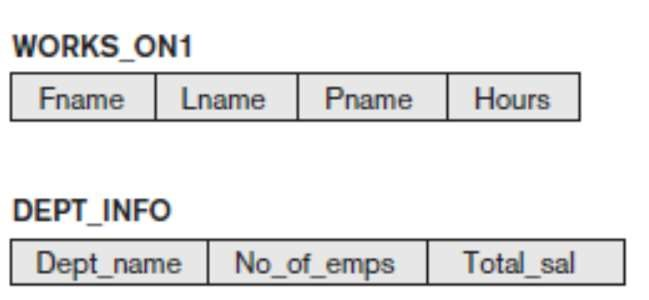 WORKS_ON1
Fname Lname Pname Hours
DEPT_INFO
Dept_name No_of_emps Total_sal